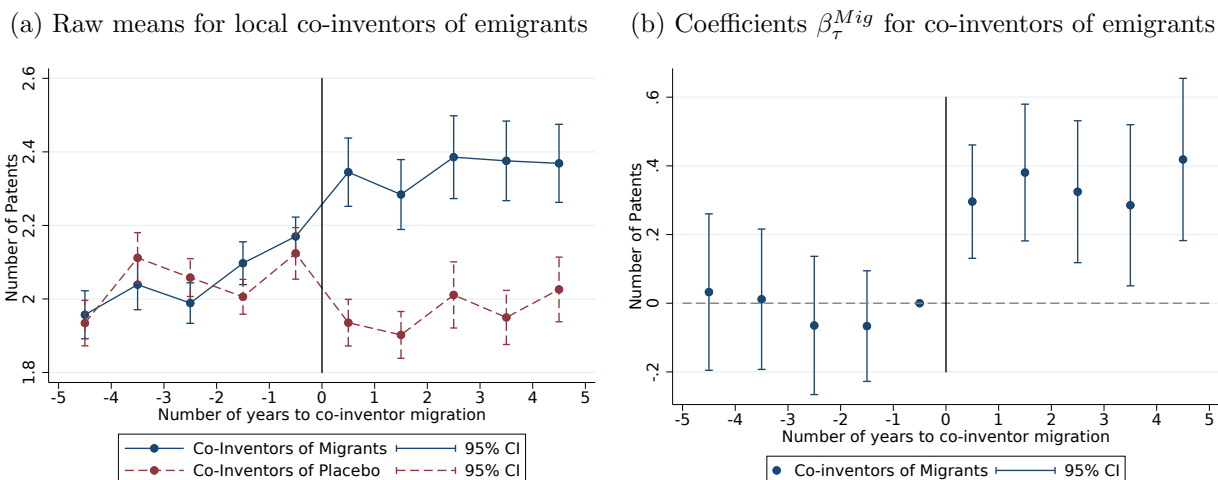 (a) Raw means for local co-inventors of emigrants
Number of Patents
2.6
2.4
2.2
2
1.8
-5 -4 -3 -2 -1 0 1 2 3 4 5
Number of years to co-inventor migration
Co-Inventors of Migrants 95% CI
Co-Inventors of Placebo 95% CI
(b) Coefficients β_τ^{Mig} for co-inventors of emigrants
Number of Patents
.6
.4
.2
0
-.2
-5 -4 -3 -2 -1 0 1 2 3 4 5
Number of years to co-inventor migration
Co-inventors of Migrants 95% CI